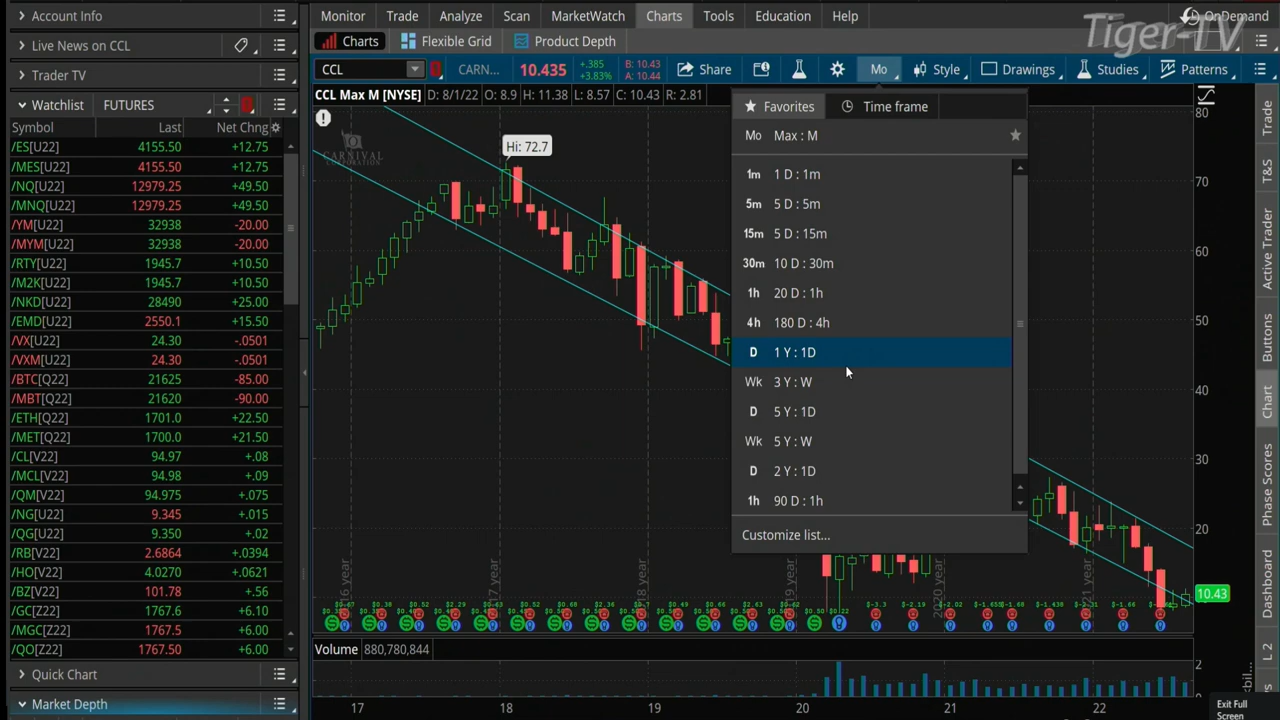 Account Info
Live News on CCL
Trader TV
Watchlist FUTURES
Symbol Last Net Chng
/ES[U22] 4155.50 +12.75
/MES[U22] 4155.50 +12.75
/NQ[U22] 12979.25 +49.50
/MNQ[U22] 12979.25 +49.50
/YM[U22] 32938 -20.00
/MYM[U22] 32938 -20.00
/RTY[U22] 1945.7 +10.50
/M2K[U22] 1945.7 +10.50
/NKD[U22] 28490 +25.00
/EMD[U22] 2550.1 +15.50
/VX[U22] 24.30 -.0501
/VXM[U22] 24.30 -.0501
/BTC[Q22] 21625 -85.00
/MBT[Q22] 21620 -90.00
/ETH[Q22] 1701.0 +22.50
/MET[Q22] 1700.0 +21.50
/CL[V22] 94.97 +.08
/MCL[V22] 94.98 +.09
/QM[V22] 94.975 +.075
/NG[U22] 9.345 +.015
/QG[U22] 9.350 +.02
/RB[V22] 2.6864 +.0394
/HO[V22] 4.0270 +.0621
/BZ[V22] 101.78 +.56
/GC[Z22] 1767.6 +6.10
/MGC[Z22] 1767.5 +6.00
/QO[Z22] 1767.50 +6.00
Quick Chart
Market Depth
Monitor Trade Analyze Scan MarketWatch Charts Tools Education Help
OnDemand
Tiger-TV
Charts Flexible Grid Product Depth
CCL CARN... 10.435 +.385 +3.83% B: 10.43 A: 10.44 Share Mo Style Drawings Studies Patterns
CCL Max M [NYSE] D: 8/1/22 O: 8.9 H: 11.38 L: 8.57 C: 10.43 R: 2.81
CARNIVAL
CORPORATION
Hi: 72.7
Favorites Time frame
Mo Max : M
1m 1 D : 1m
5m 5 D : 5m
15m 5 D : 15m
30m 10 D : 30m
1h 20 D : 1h
4h 180 D : 4h
D 1 Y : 1D
Wk 3 Y : W
D 5 Y : 1D
Wk 5 Y : W
D 2 Y : 1D
1h 90 D : 1h
Customize list...
80
70
60
50
40
30
20
10.43
Volume 880,780,844
17 18 19 20 21 22
Trade
T&S
Active Trader
Buttons
Chart
Phase Scores
Dashboard
L 2
Exit Full
Screen